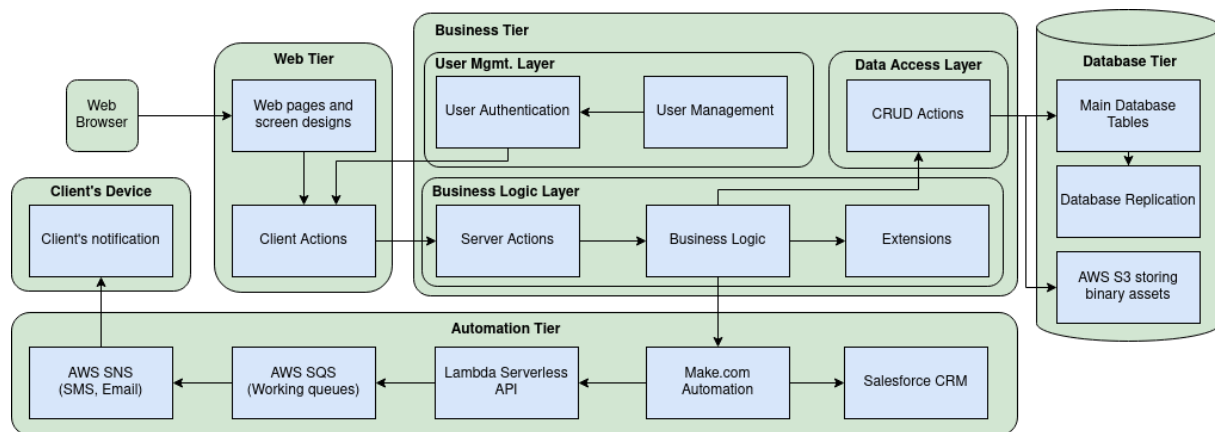 Business Tier
Web Tier
User Mgmt. Layer
Data Access Layer
Database Tier
Web
Browser
Web pages and
screen designs
User Authentication
User Management
CRUD Actions
Main Database
Tables
Client's Device
Business Logic Layer
Database Replication
Client's notification
Client Actions
Server Actions
Business Logic
Extensions
AWS S3 storing
binary assets
Automation Tier
AWS SNS
(SMS, Email)
AWS SQS
(Working queues)
Lambda Serverless
API
Make.com
Automation
Salesforce CRM